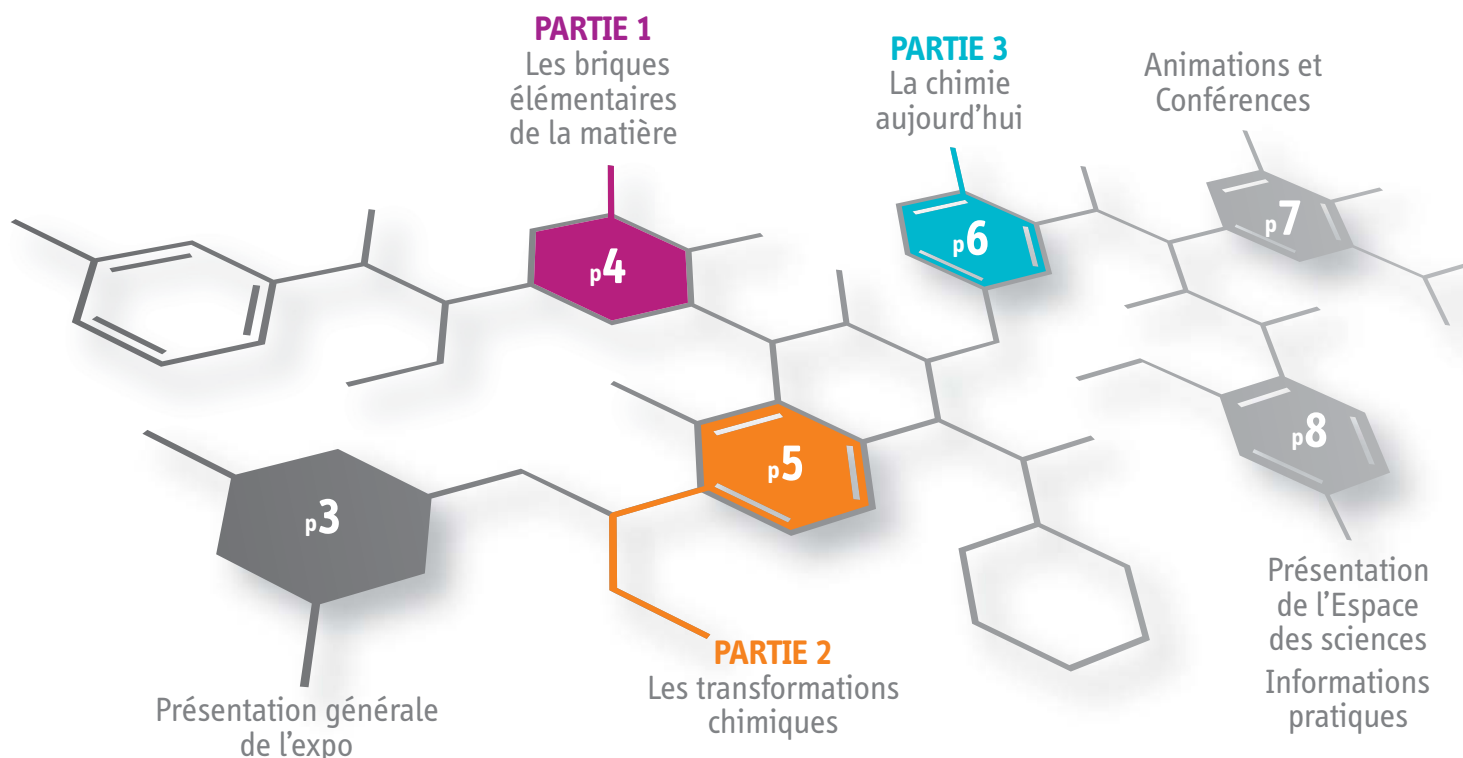 PARTIE 1
Les briques
élémentaires
de la matière
p4
PARTIE 3
La chimie
aujourd’hui
p6
Animations et
Conférences
p7
p3
Présentation générale
de l’expo
p5
PARTIE 2
Les transformations
chimiques
p8
Présentation
de l’Espace
des sciences
Informations
pratiques